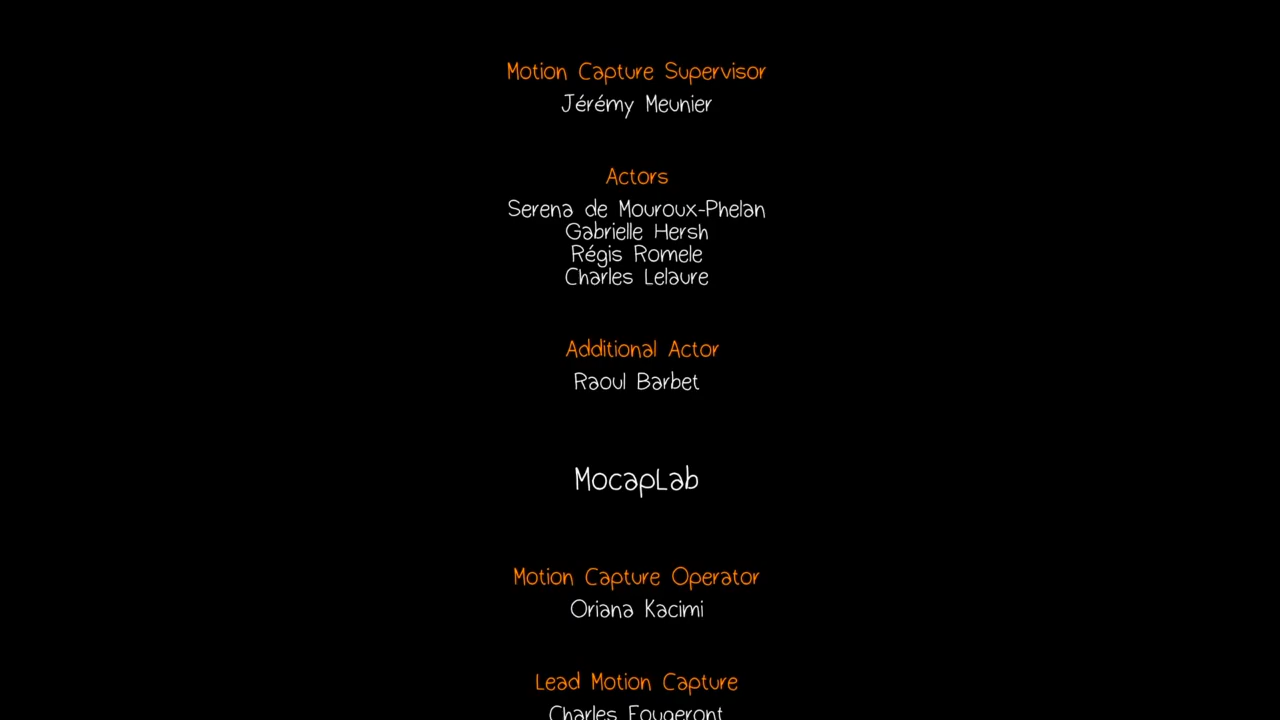 Motion Capture Supervisor
Jérémy Meunier
Actors
Serena de Mouroux-Phelan
Gabrielle Hersh
Régis Romele
Charles Lelaure
Additional Actor
Raoul Barbet
MocapLab
Motion Capture Operator
Oriana Kacimi
Lead Motion Capture
Charles Fougeront